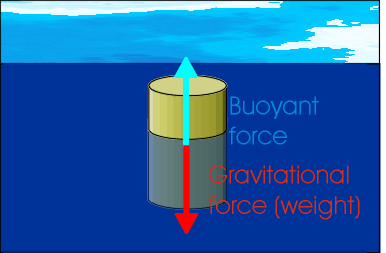 Buoyant
force
Gravitational
force (weight)